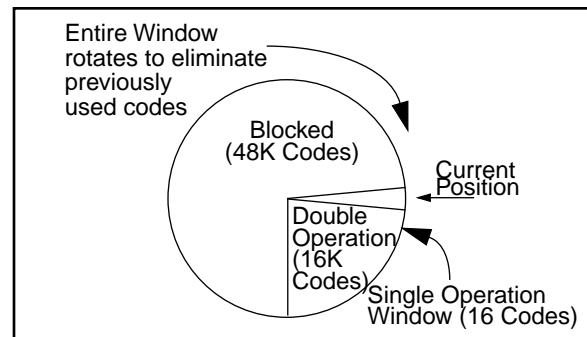 Entire Window
rotates to eliminate
previously
used codes
Blocked
(48K Codes)
Current
Position
Double
Operation
(16K
Codes)
Single Operation
Window (16 Codes)